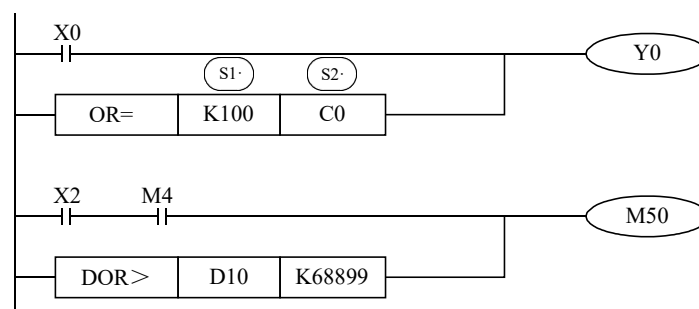 X0
Y0
S1· S2·
OR= K100 C0
X2 M4
M50
DOR＞ D10 K68899